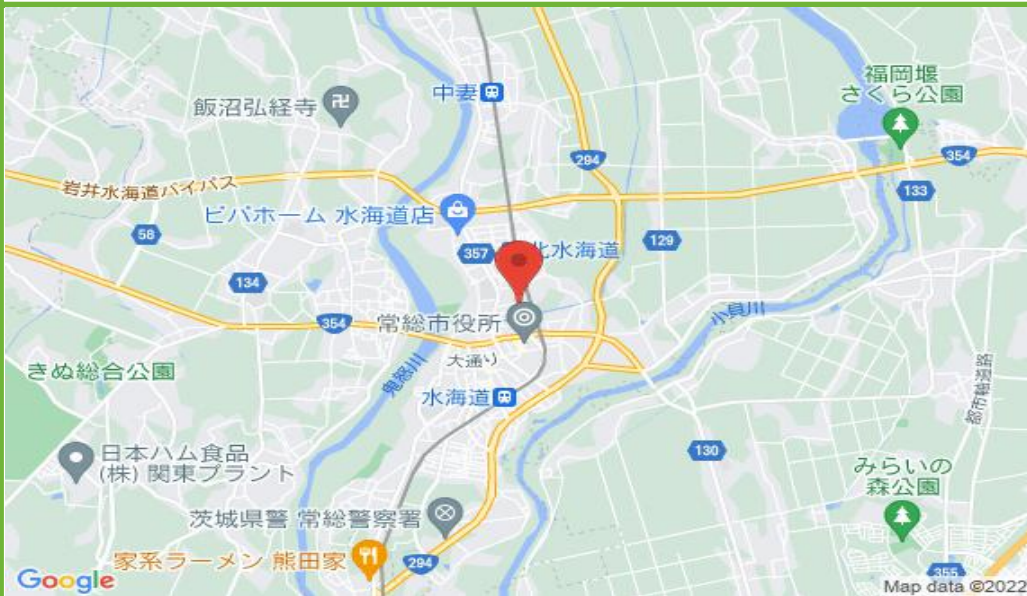 中妻
飯沼弘経寺
福岡堰
さくら公園
294
354
岩井水海道バイパス
133
ビバホーム 水海道店
58
357
北水海道
129
134
354
常総市役所
小貝川
大通り
きぬ総合公園
鬼怒川
水海道
都市軸道路
日本ハム食品
(株) 関東プラント
130
みらいの
森公園
茨城県警 常総警察署
家系ラーメン 熊田家
294
355
Google
Map data ©2022